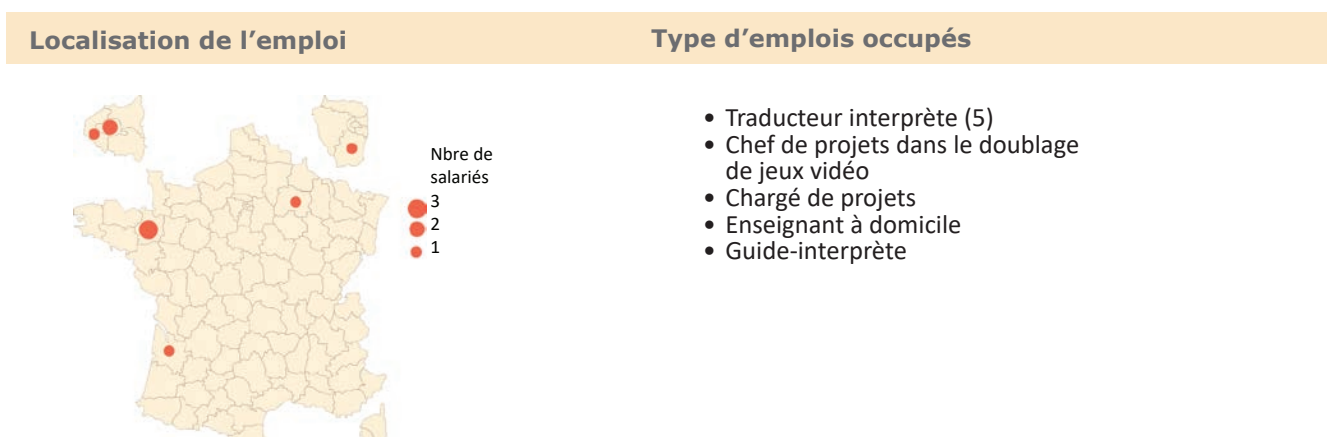 Localisation de l’emploi
Type d’emplois occupés
Nbre de
salariés
3
2
1
• Traducteur interprète (5)
• Chef de projets dans le doublage
de jeux vidéo
• Chargé de projets
• Enseignant à domicile
• Guide-interprète